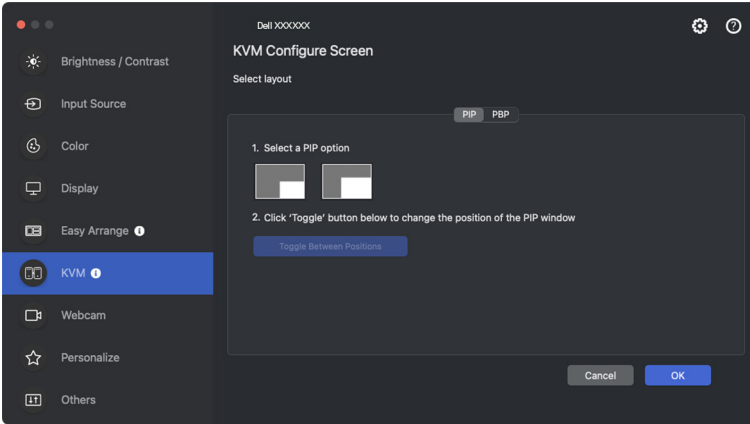 Dell XXXXXX
KVM Configure Screen
Select layout
Brightness / Contrast
Input Source
Color
Display
Easy Arrange
KVM
Webcam
Personalize
Others
PIP PBP
1. Select a PIP option
2. Click 'Toggle' button below to change the position of the PIP window
Toggle Between Positions
Cancel OK